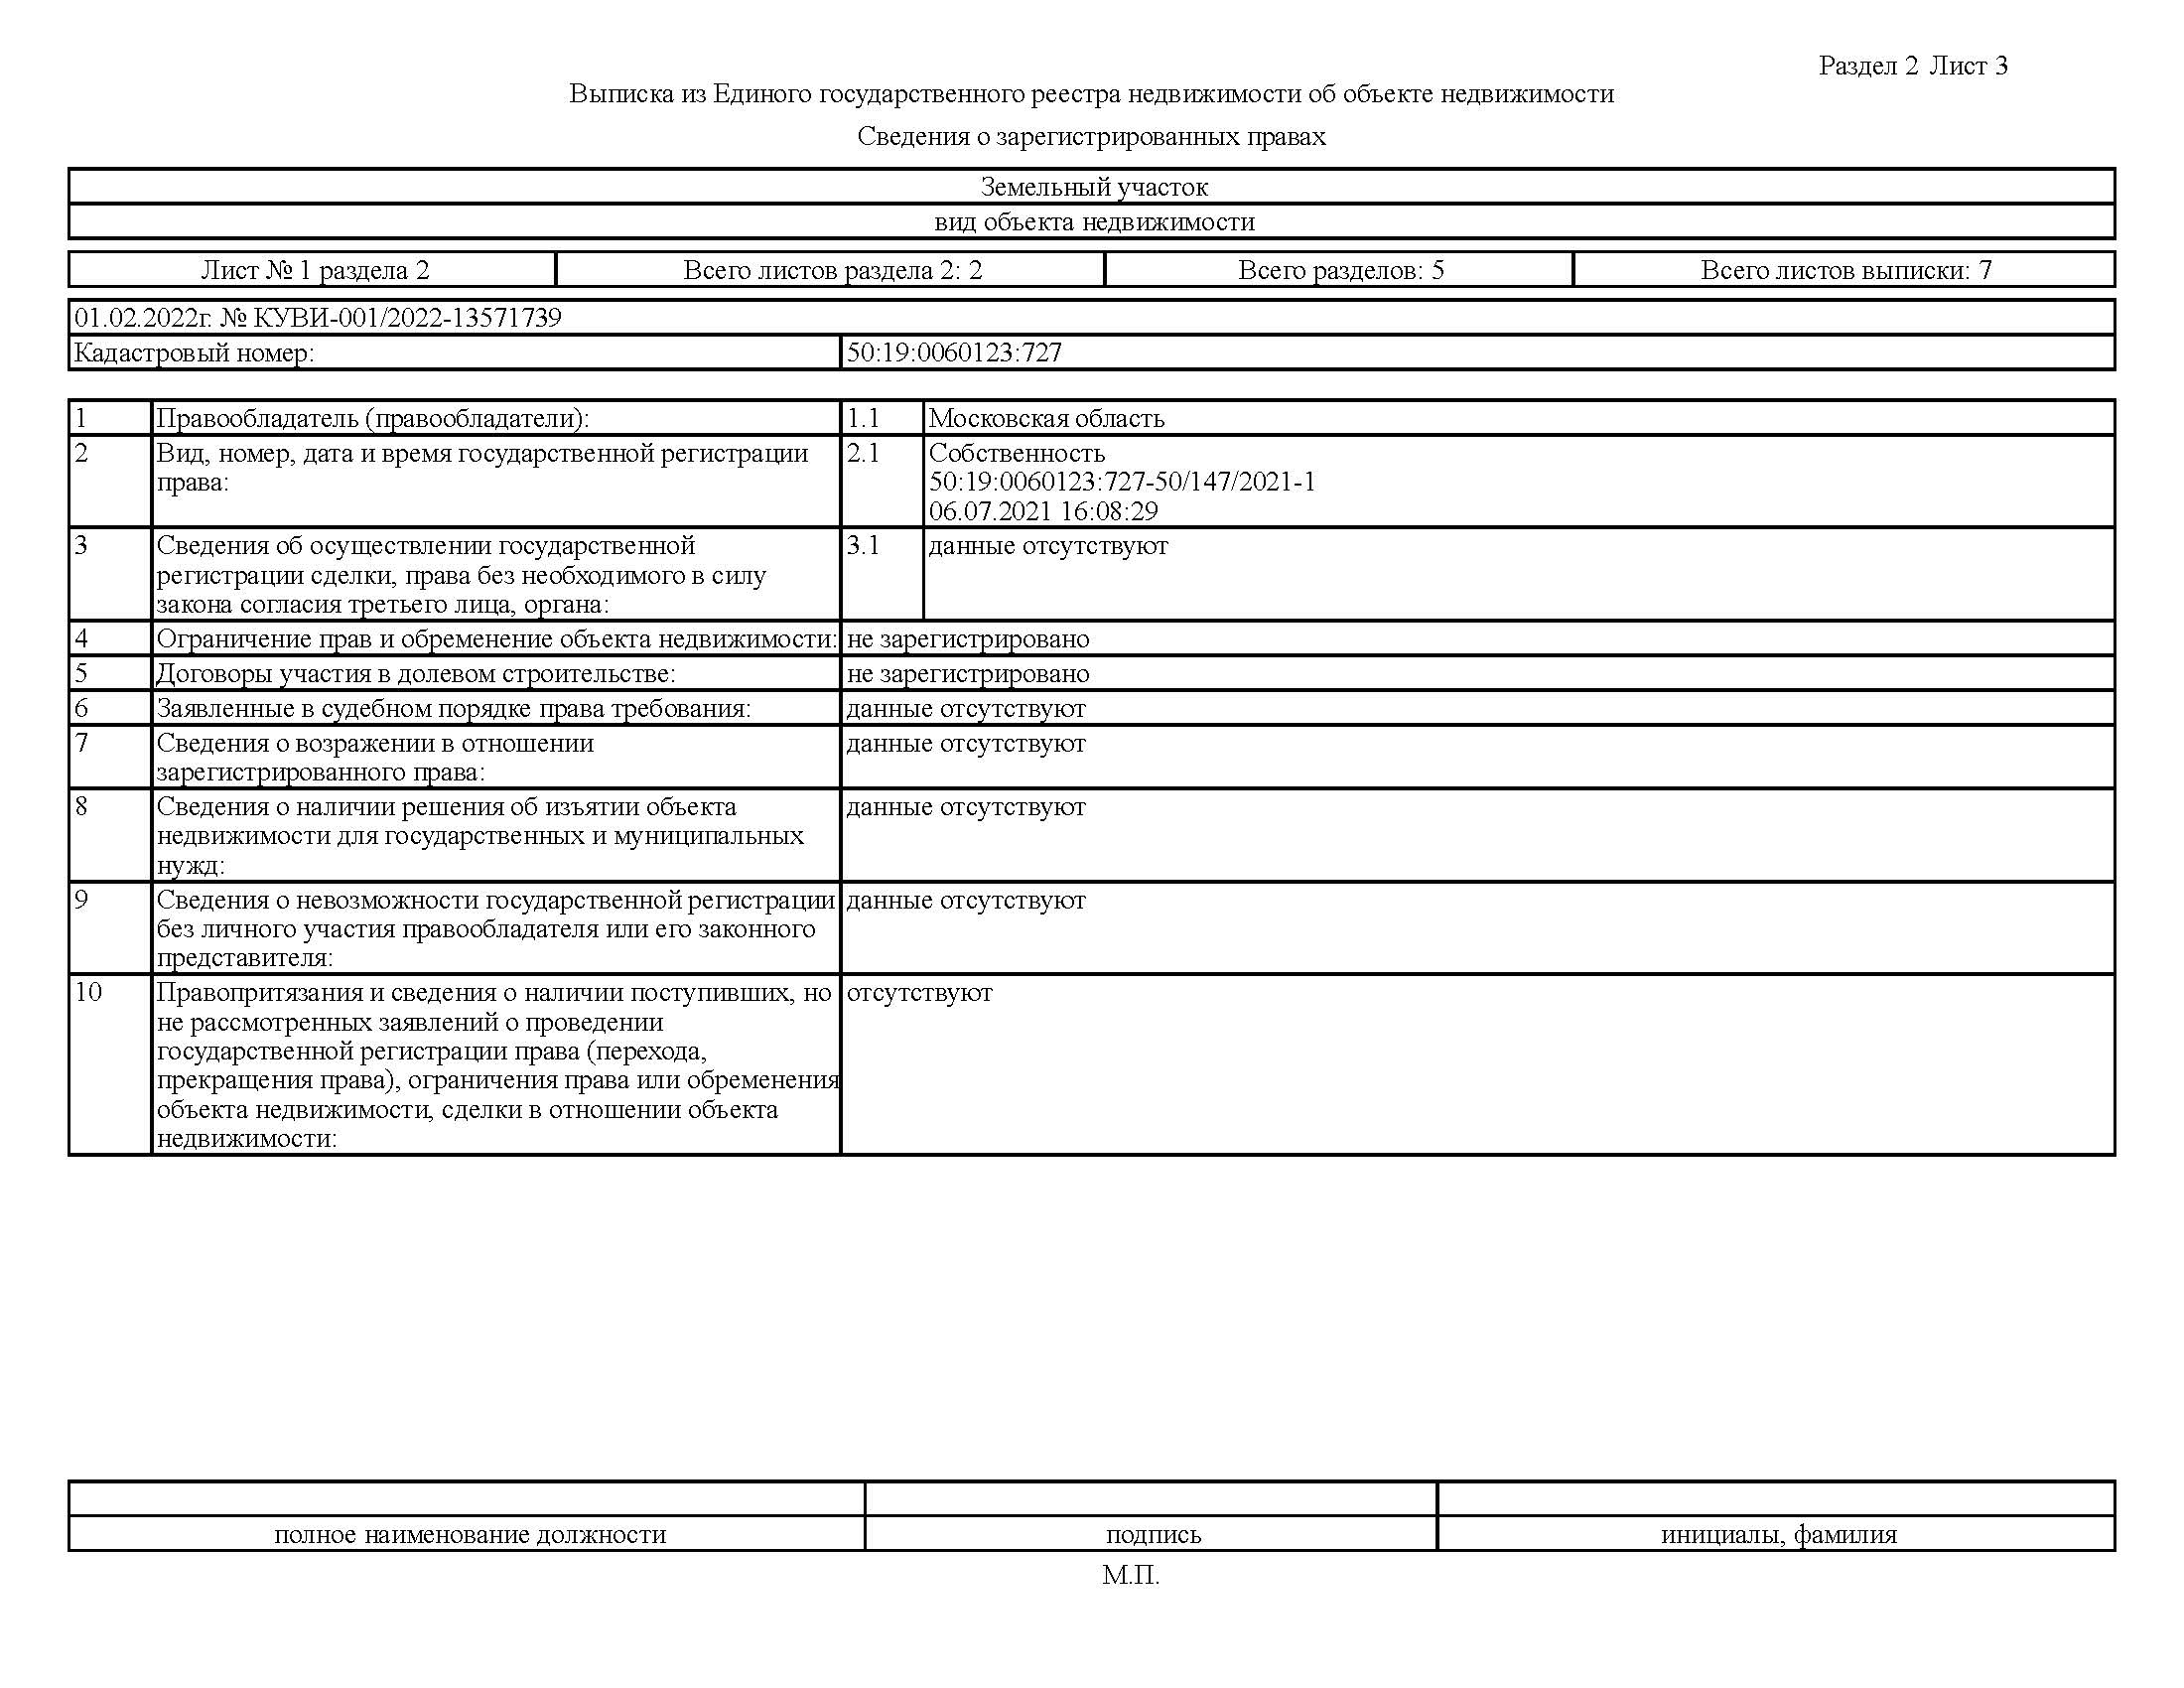 Раздел 2 Лист 3
Выписка из Единого государственного реестра недвижимости об объекте недвижимости
Сведения о зарегистрированных правах
Земельный участок
вид объекта недвижимости
Лист № 1 раздела 2 Всего листов раздела 2: 2 Всего разделов: 5 Всего листов выписки: 7
01.02.2022г. № КУВИ-001/2022-13571739
Кадастровый номер: 50:19:0060123:727
1 Правообладатель (правообладатели): 1.1 Московская область
2 Вид, номер, дата и время государственной регистрации 2.1 Собственность
права: 50:19:0060123:727-50/147/2021-1
06.07.2021 16:08:29
3 Сведения об осуществлении государственной 3.1 данные отсутствуют
регистрации сделки, права без необходимого в силу
закона согласия третьего лица, органа:
4 Ограничение прав и обременение объекта недвижимости: не зарегистрировано
5 Договоры участия в долевом строительстве: не зарегистрировано
6 Заявленные в судебном порядке права требования: данные отсутствуют
7 Сведения о возражении в отношении данные отсутствуют
зарегистрированного права:
8 Сведения о наличии решения об изъятии объекта данные отсутствуют
недвижимости для государственных и муниципальных
нужд:
9 Сведения о невозможности государственной регистрации данные отсутствуют
без личного участия правообладателя или его законного
представителя:
10 Правопритязания и сведения о наличии поступивших, но отсутствуют
не рассмотренных заявлений о проведении
государственной регистрации права (перехода,
прекращения права), ограничения права или обременения
объекта недвижимости, сделки в отношении объекта
недвижимости:
полное наименование должности подпись инициалы, фамилия
М.П.